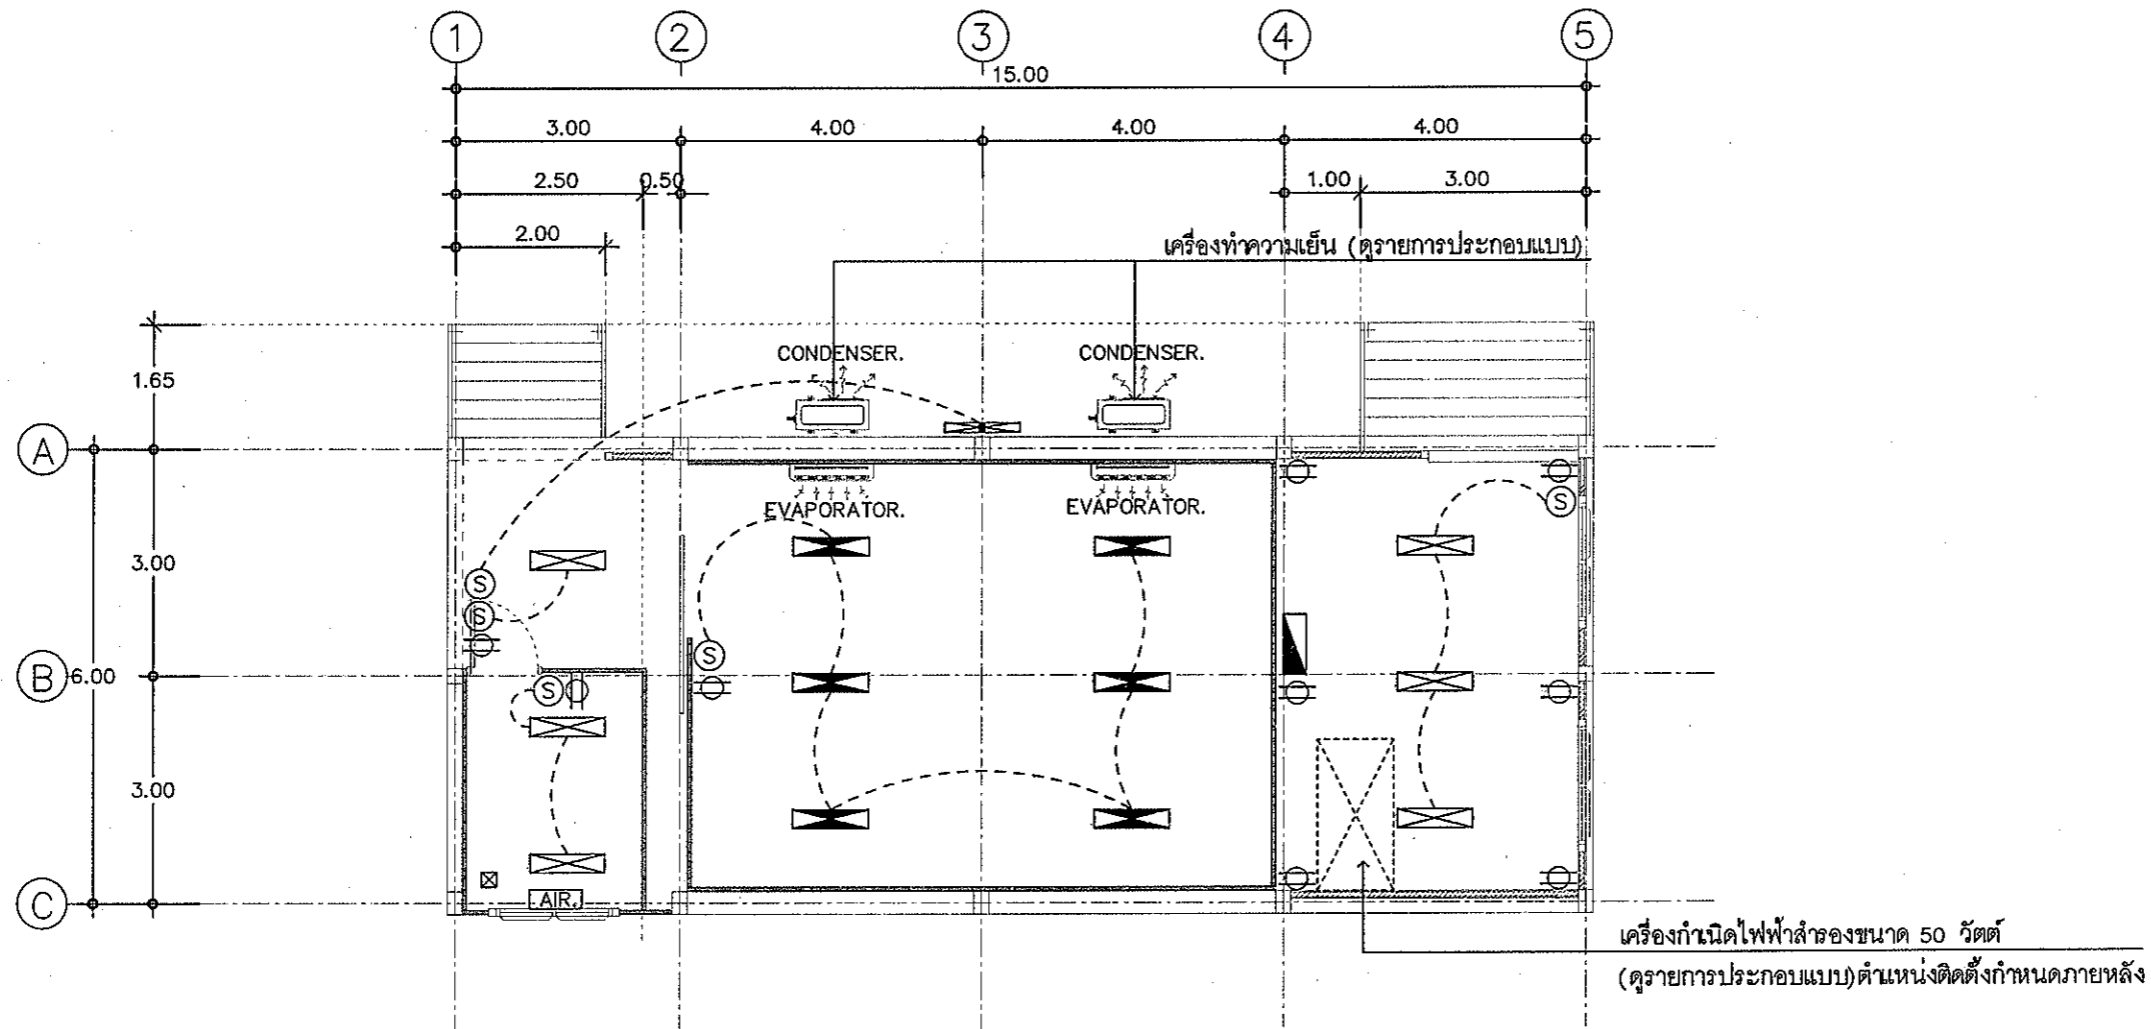 1 2 3 4 5
15.00
3.00 4.00 4.00 4.00
2.50 0.50 1.00 3.00
2.00
เครื่องทำความเย็น (ดูรายการประกอบแบบ)
CONDENSER. CONDENSER.
1.65
A
EVAPORATOR. EVAPORATOR.
3.00
S
S
S
S
B 6.00
S
3.00
AIR.
C
เครื่องกำเนิดไฟฟ้าสำรองขนาด 50 วัตต์
(ดูรายการประกอบแบบ)ตำแหน่งติดตั้งกำหนดภายหลัง